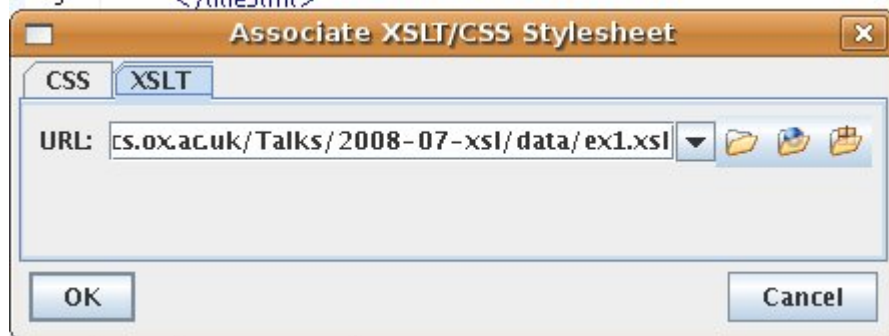 </titleStmt>
Associate XSLT/CSS Stylesheet
CSS XSLT
URL: cs.ox.ac.uk/Talks/2008-07-xsl/data/ex1.xsl
OK Cancel